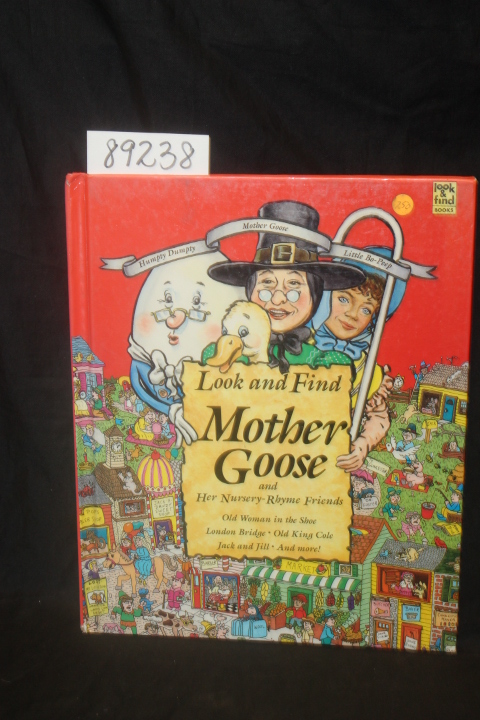 89238
look
&
find
BOOKS
Mother Goose
Humpty Dumpty
Little Bo-Peep
Look and Find
Mother
Goose
and
Her Nursery-Rhyme Friends
Old Woman in the Shoe
London Bridge • Old King Cole
Jack and Jill • And more!
MARKET